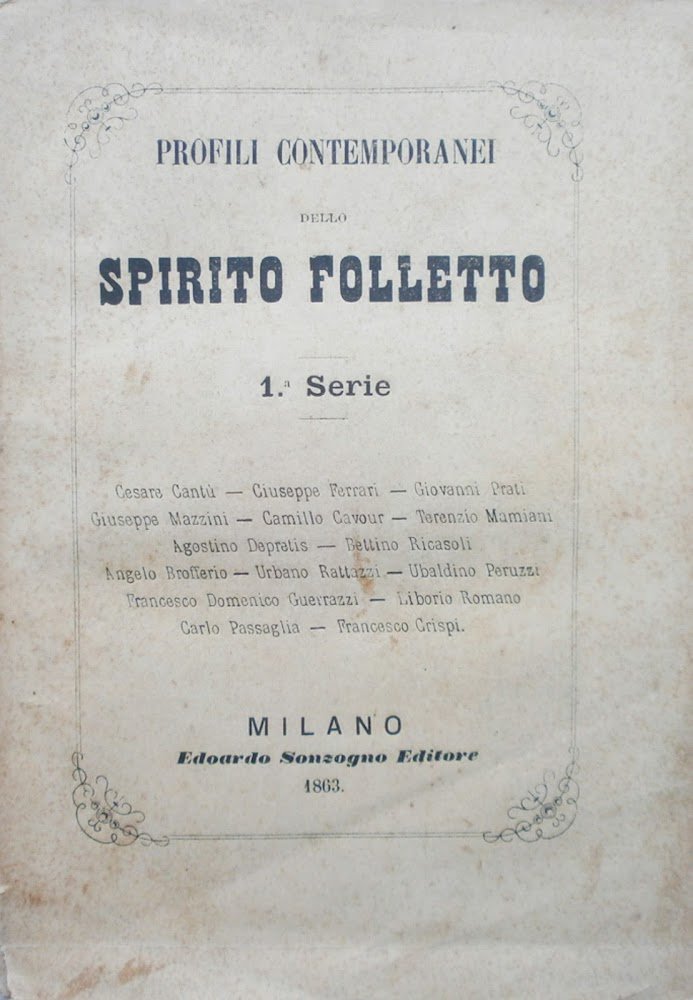 PROFILI CONTEMPORANEI
DELLO
SPIRITO FOLLETTO
1.ª Serie
Cesare Cantù — Giuseppe Ferrari — Giovanni Prati
Giuseppe Mazzini — Camillo Cavour — Terenzio Mamiani
Agostino Depretis — Bettino Ricasoli
Angelo Brofferio — Urbano Rattazzi — Ubaldino Peruzzi
Francesco Domenico Guerrazzi — Liborio Romano
Carlo Passaglia — Francesco Crispi.
MILANO
Edoardo Sonzogno Editore
1863.